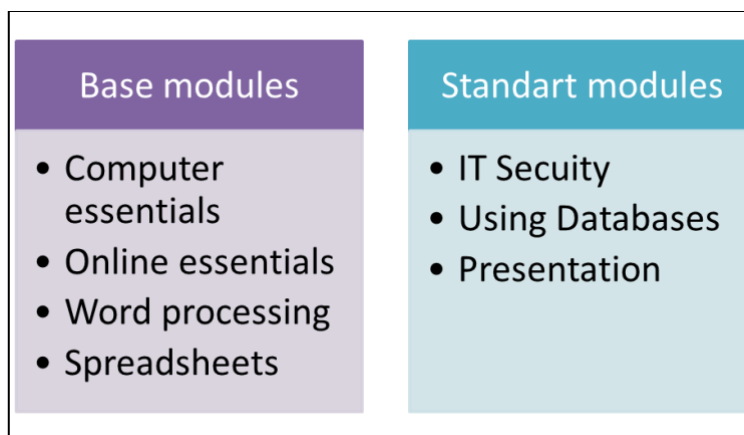 Base modules
• Computer
essentials
• Online essentials
• Word processing
• Spreadsheets
Standart modules
• IT Secuity
• Using Databases
• Presentation